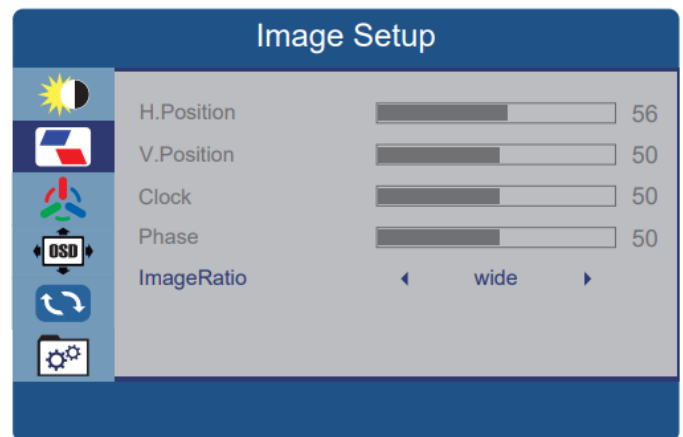 Image Setup
H.Position 56
V.Position 50
Clock 50
Phase 50
OSD
ImageRatio wide